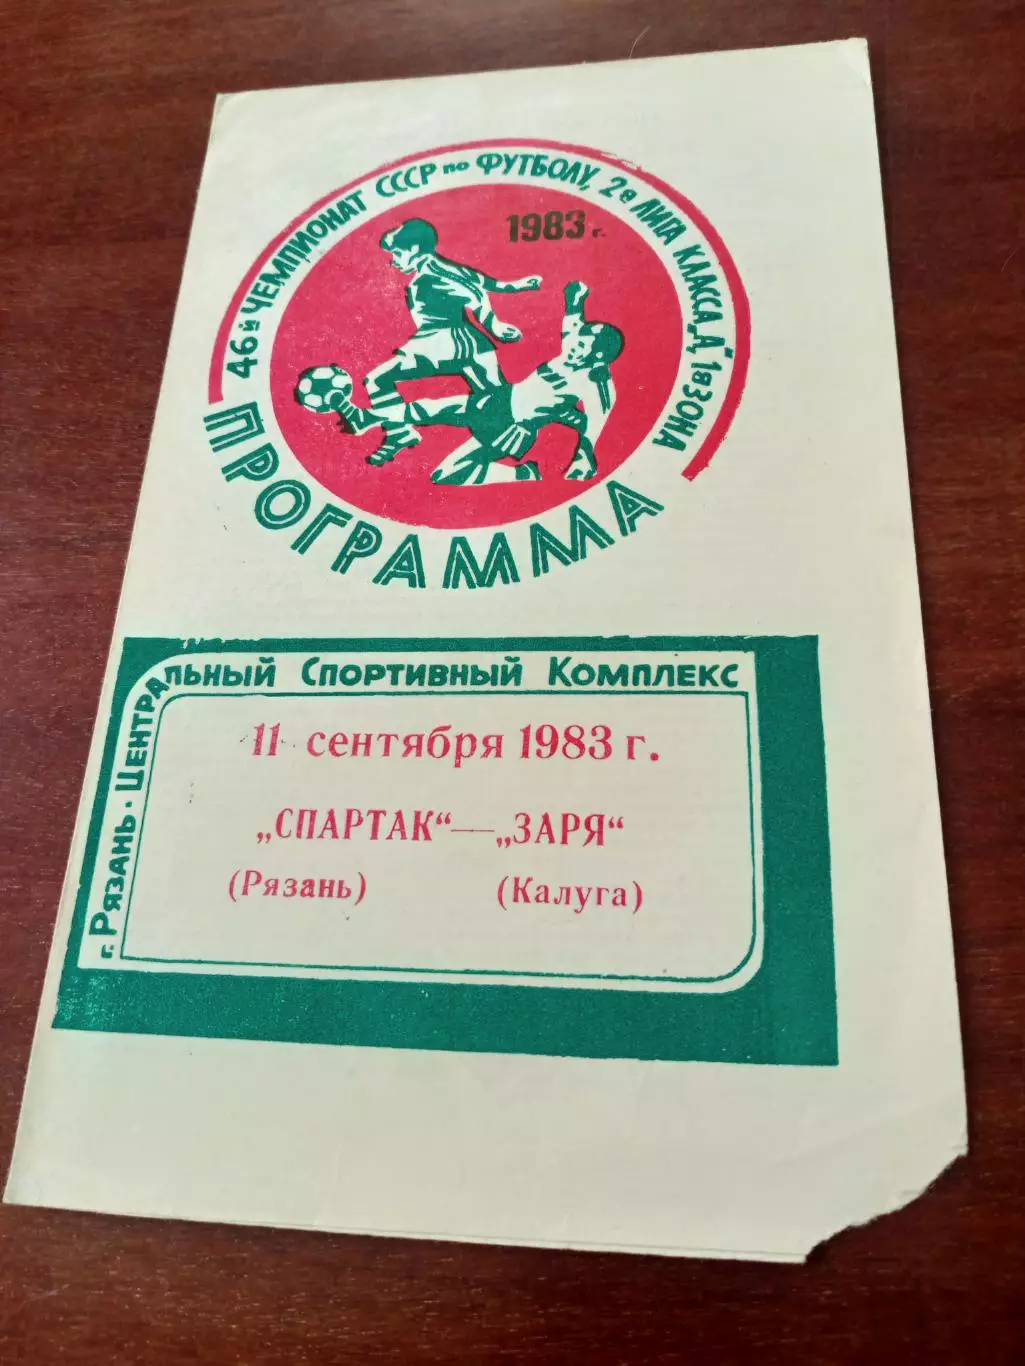 46й ЧЕМПИОНАТ СССР по ФУТБОЛУ, 2я ЛИГА КЛАССА „А“, 1я ЗОНА
1983 г.
ПРОГРАММА
г. РЯЗАНЬ · ЦЕНТРАЛЬНЫЙ СПОРТИВНЫЙ КОМПЛЕКС
11 сентября 1983 г.
„СПАРТАК“ — „ЗАРЯ“
(Рязань) (Калуга)